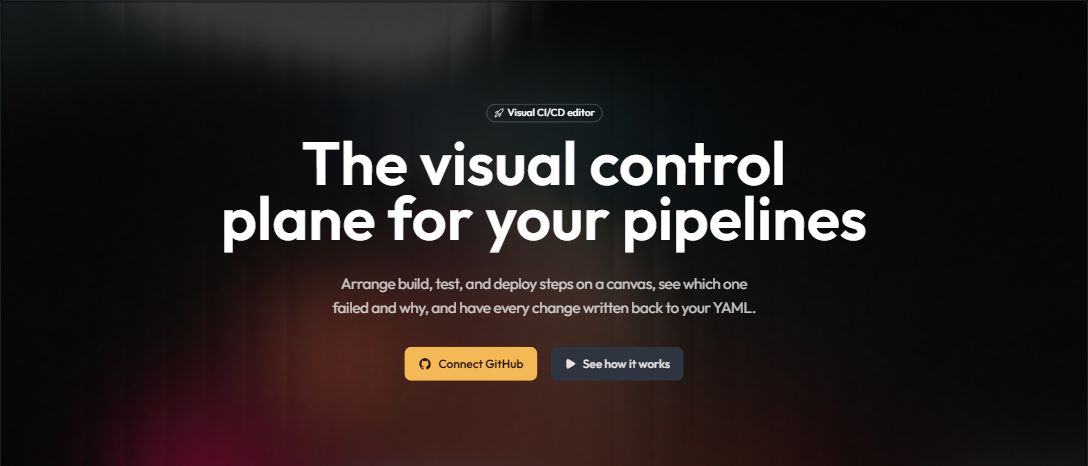 Visual CI/CD editor
The visual control
plane for your pipelines
Arrange build, test, and deploy steps on a canvas, see which one
failed and why, and have every change written back to your YAML.
Connect GitHub
See how it works